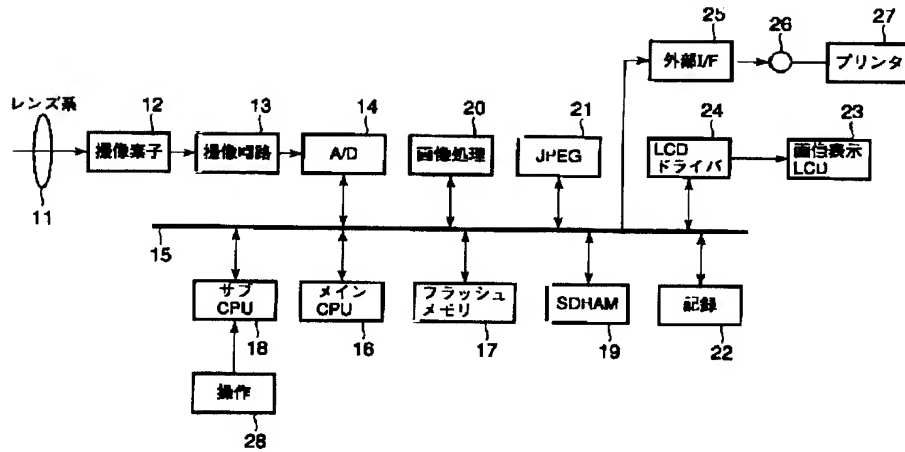 25
26
27
外部I/F
プリンタ
レンズ系
12
13
14
20
21
24
23
撮像素子
撮像回路
A/D
画像処理
JPEG
LCD
ドライバ
画像表示
LCD
11
15
サブ
CPU
メイン
CPU
フラッシュ
メモリ
SDHAM
記録
18
16
17
19
22
操作
28